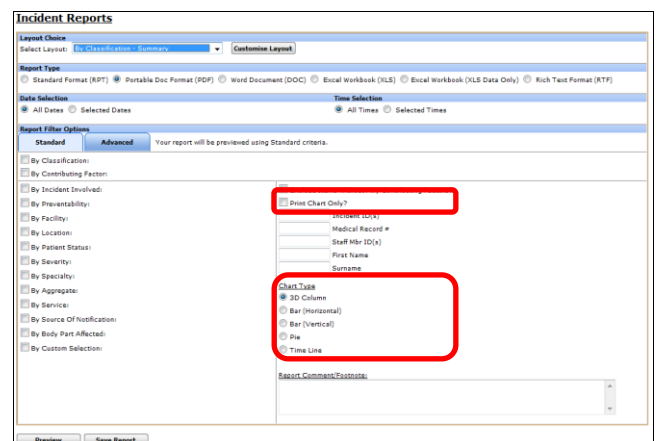 Incident Reports
Layout Choice
Select Layout: By Classification - Summary Customise Layout
Report Type
Standard Format (RPT) Portable Doc Format (PDF) Word Document (DOC) Excel Workbook (XLS) Excel Workbook (XLS Data Only) Rich Text Format (RTF)
Date Selection Time Selection
All Dates Selected Dates All Times Selected Times
Report Filter Options
Standard Advanced Your report will be previewed using Standard criteria.
By Classification:
By Contributing Factor:
By Incident Involved:
By Preventability:
By Facility:
By Location:
By Patient Status:
By Severity:
By Specialty:
By Aggregate:
By Service:
By Source Of Notification:
By Body Part Affected:
By Custom Selection:
Print Chart Only?
Incident ID(s)
Medical Record #
Staff Mbr ID(s)
First Name
Surname
Chart Type
3D Column
Bar (Horizontal)
Bar (Vertical)
Pie
Time Line
Report Comment/Footnote:
Preview Save Report